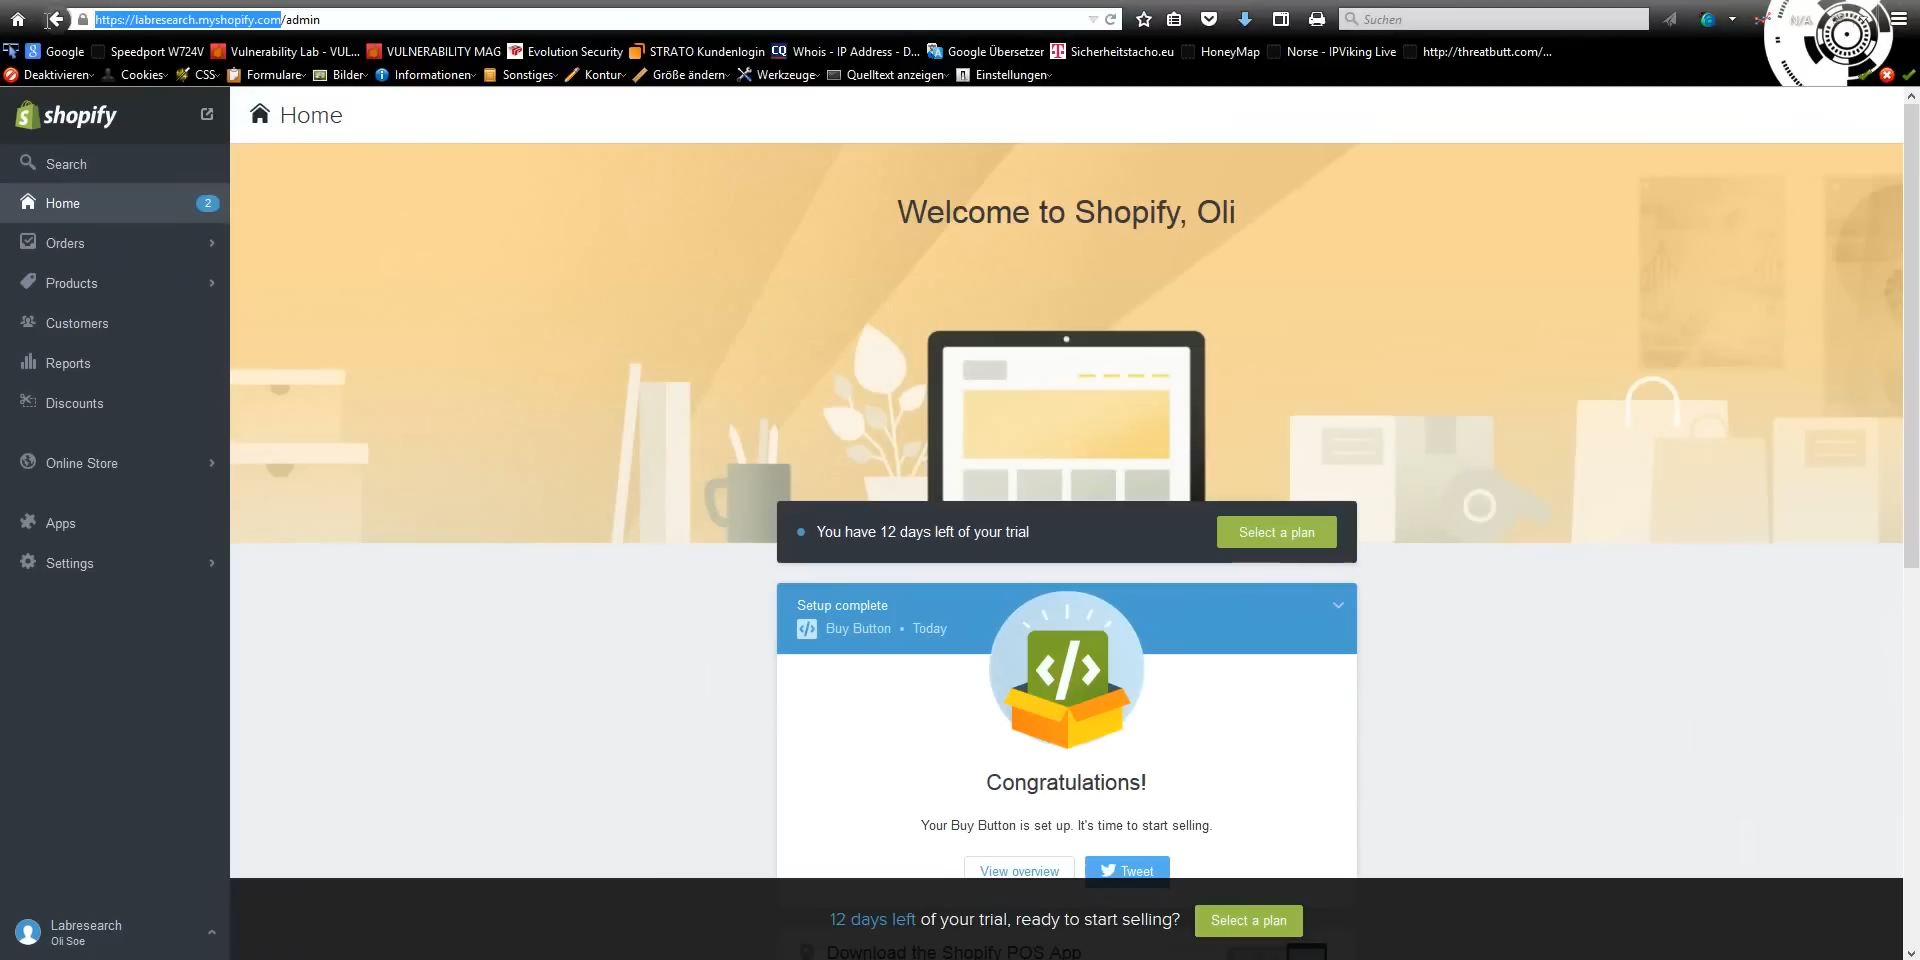 https://labresearch.myshopify.com/admin
Suchen
N/A
Google Speedport W724V Vulnerability Lab - VUL... VULNERABILITY MAG Evolution Security STRATO Kundenlogin Whois - IP Address - D... Google Übersetzer Sicherheitstacho.eu HoneyMap Norse - IPViking Live http://threatbutt.com/...
Deaktivieren Cookies CSS Formulare Bilder Informationen Sonstiges Kontur Größe ändern Werkzeuge Quelltext anzeigen Einstellungen
shopify
Home
Search
Home 2
Orders
Products
Customers
Reports
Discounts
Online Store
Apps
Settings
Labresearch
Oli Soe
Welcome to Shopify, Oli
You have 12 days left of your trial
Select a plan
Setup complete
Buy Button • Today
Congratulations!
Your Buy Button is set up. It's time to start selling.
View overview
Tweet
12 days left of your trial, ready to start selling?
Select a plan
Download the Shopify POS App